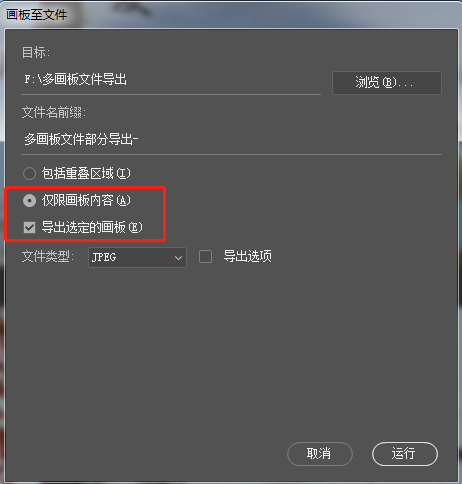 画板至文件
目标:
F:\多画板文件导出
浏览(B)...
文件名前缀:
多画板文件部分导出-
包括重叠区域(I)
仅限画板内容(A)
导出选定的画板(E)
文件类型: JPEG 导出选项
取消 运行